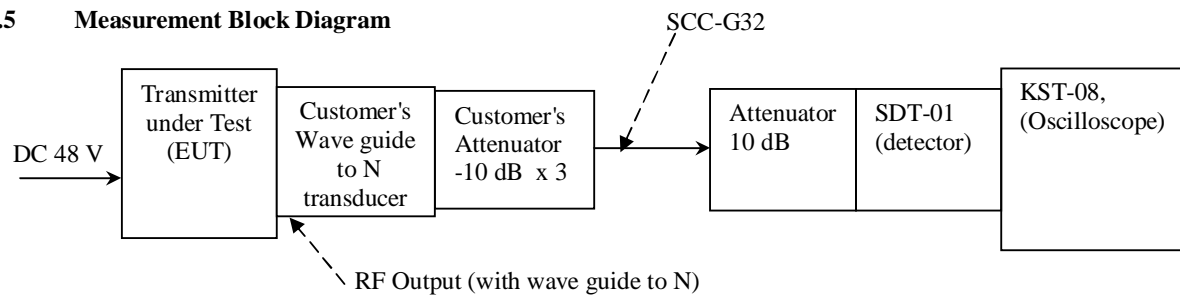 .5 Measurement Block Diagram
SCC-G32
DC 48 V
Transmitter
under Test
(EUT)
Customer's
Wave guide
to N
transducer
Customer's
Attenuator
-10 dB x 3
Attenuator
10 dB
SDT-01
(detector)
KST-08,
(Oscilloscope)
RF Output (with wave guide to N)